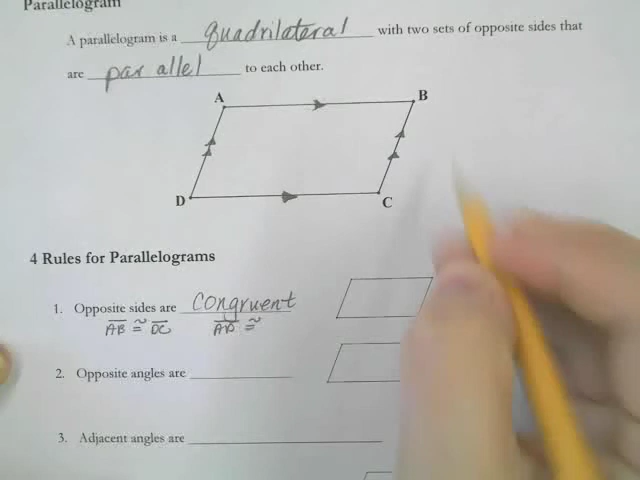 Parallelogram
A parallelogram is a quadrilateral with two sets of opposite sides that
are parallel to each other.
A B
D C
4 Rules for Parallelograms
1. Opposite sides are congruent
AB ≅ DC AD ≅
2. Opposite angles are
3. Adjacent angles are